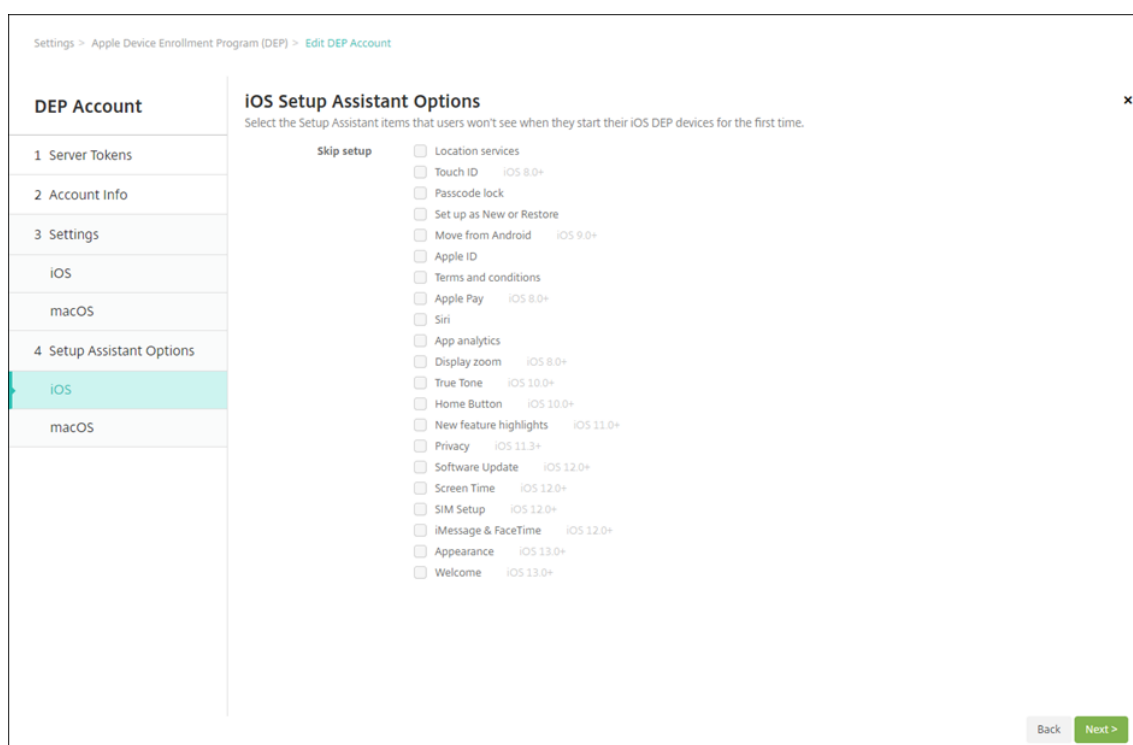 Settings > Apple Device Enrollment Program (DEP) > Edit DEP Account
DEP Account
1 Server Tokens
2 Account Info
3 Settings
iOS
macOS
4 Setup Assistant Options
iOS
macOS
iOS Setup Assistant Options
×
Select the Setup Assistant items that users won't see when they start their iOS DEP devices for the first time.
Skip setup
Location services
Touch ID iOS 8.0+
Passcode lock
Set up as New or Restore
Move from Android iOS 9.0+
Apple ID
Terms and conditions
Apple Pay iOS 8.0+
Siri
App analytics
Display zoom iOS 8.0+
True Tone iOS 10.0+
Home Button iOS 10.0+
New feature highlights iOS 11.0+
Privacy iOS 11.3+
Software Update iOS 12.0+
Screen Time iOS 12.0+
SIM Setup iOS 12.0+
iMessage & FaceTime iOS 12.0+
Appearance iOS 13.0+
Welcome iOS 13.0+
Back Next >